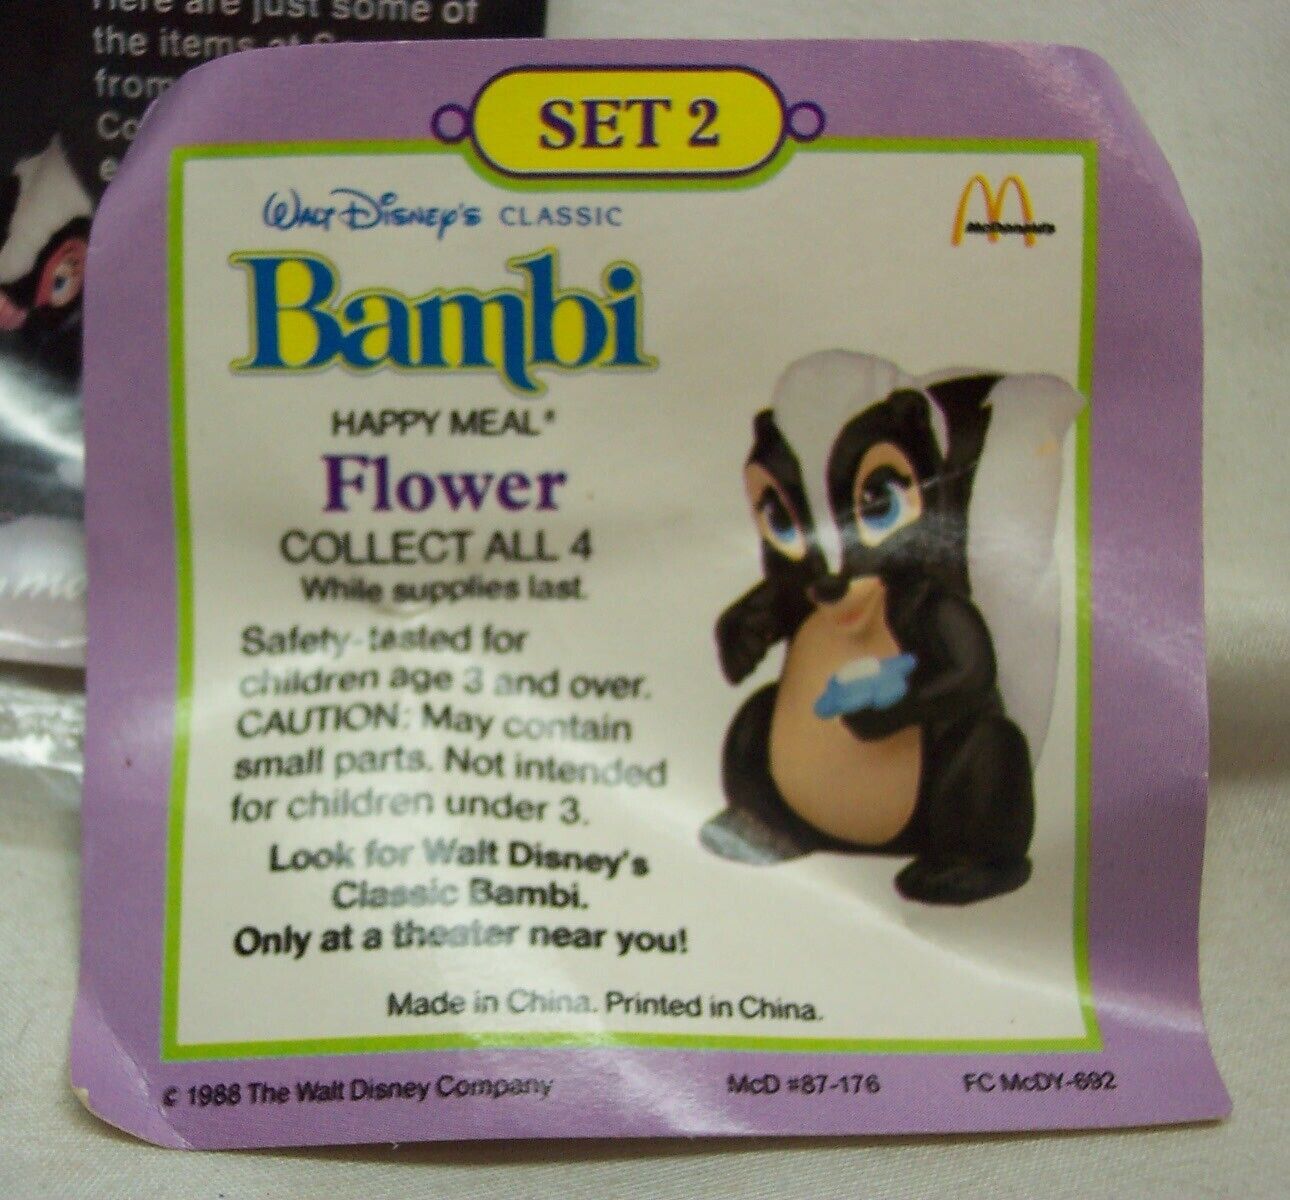 Here are just some of
the items at
from
SET 2
WALT DISNEY'S CLASSIC
McDonald's
Bambi
HAPPY MEAL®
Flower
COLLECT ALL 4
While supplies last.
Safety-tested for
children age 3 and over.
CAUTION: May contain
small parts. Not intended
for children under 3.
Look for Walt Disney's
Classic Bambi.
Only at a theater near you!
Made in China. Printed in China.
© 1988 The Walt Disney Company
McD #87-176
FC McDY-692